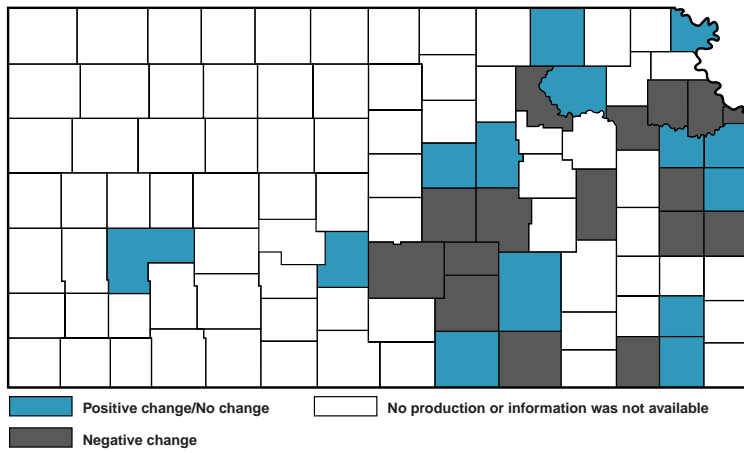 Positive change/No change
No production or information was not available
Negative change